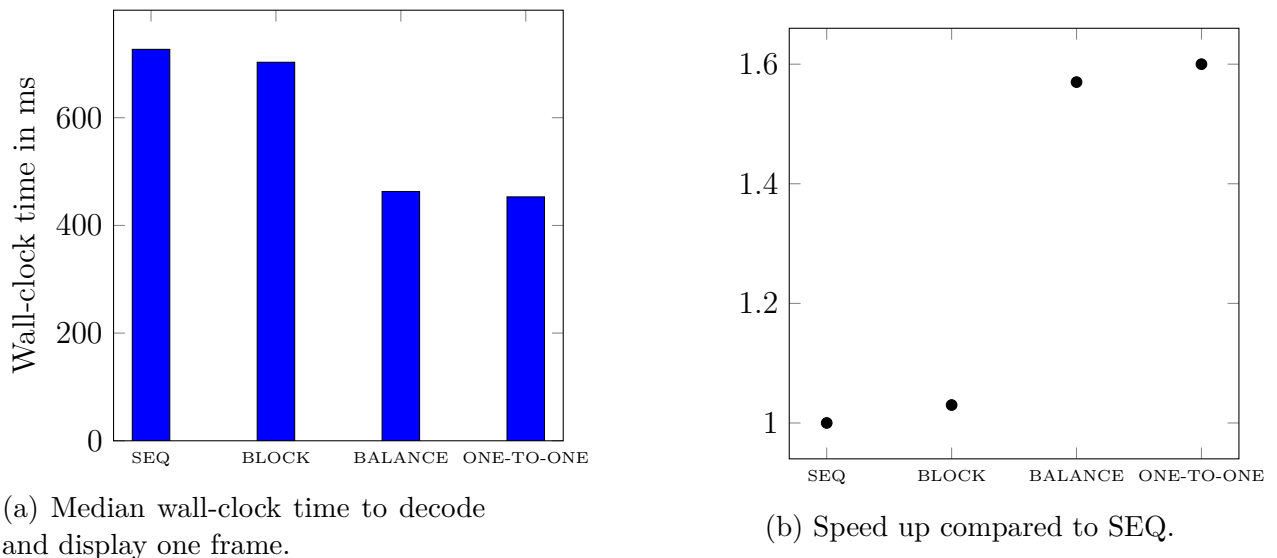 Wall-clock time in ms
600
400
200
0
SEQ BLOCK BALANCE ONE-TO-ONE
(a) Median wall-clock time to decode
and display one frame.
1.6
1.4
1.2
1
SEQ BLOCK BALANCE ONE-TO-ONE
(b) Speed up compared to SEQ.